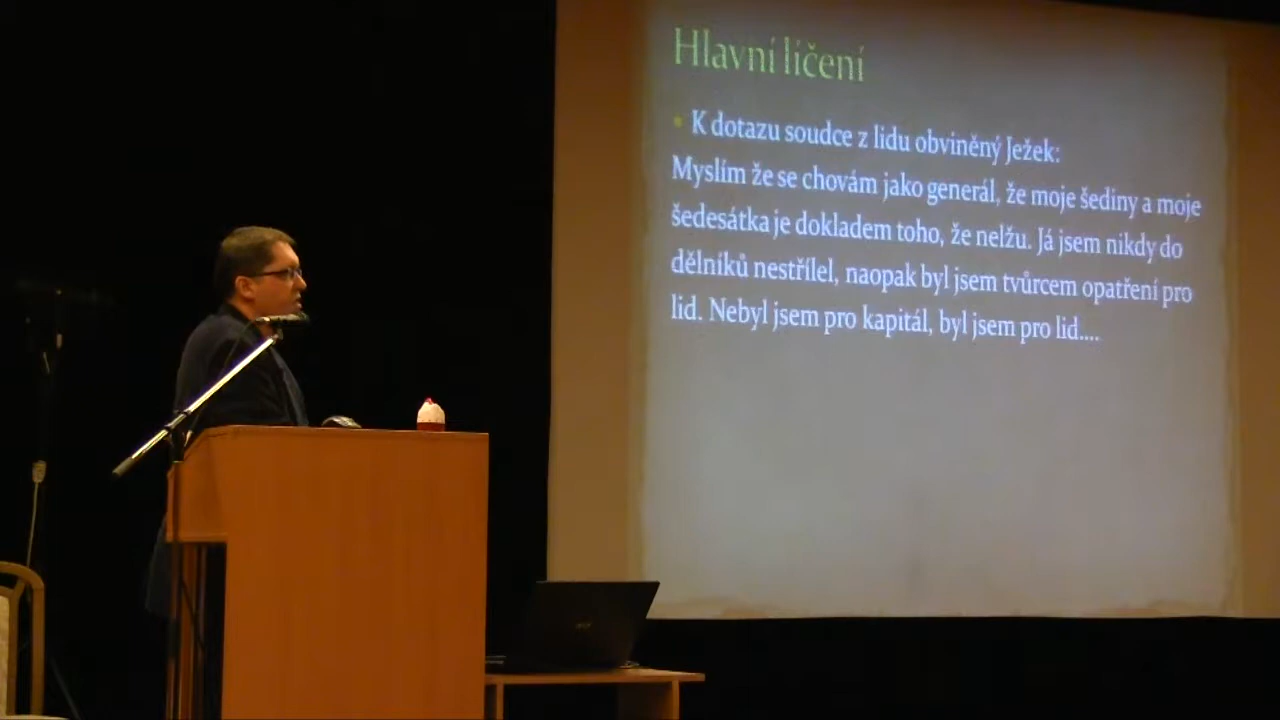 Hlavní líčení
K dotazu soudce z lidu obviněný Ježek:
Myslím že se chovám jako generál, že moje šediny a moje
šedesátka je dokladem toho, že nelžu. Já jsem nikdy do
dělníků nestřílel, naopak byl jsem tvůrcem opatření pro
lid. Nebyl jsem pro kapitál, byl jsem pro lid....